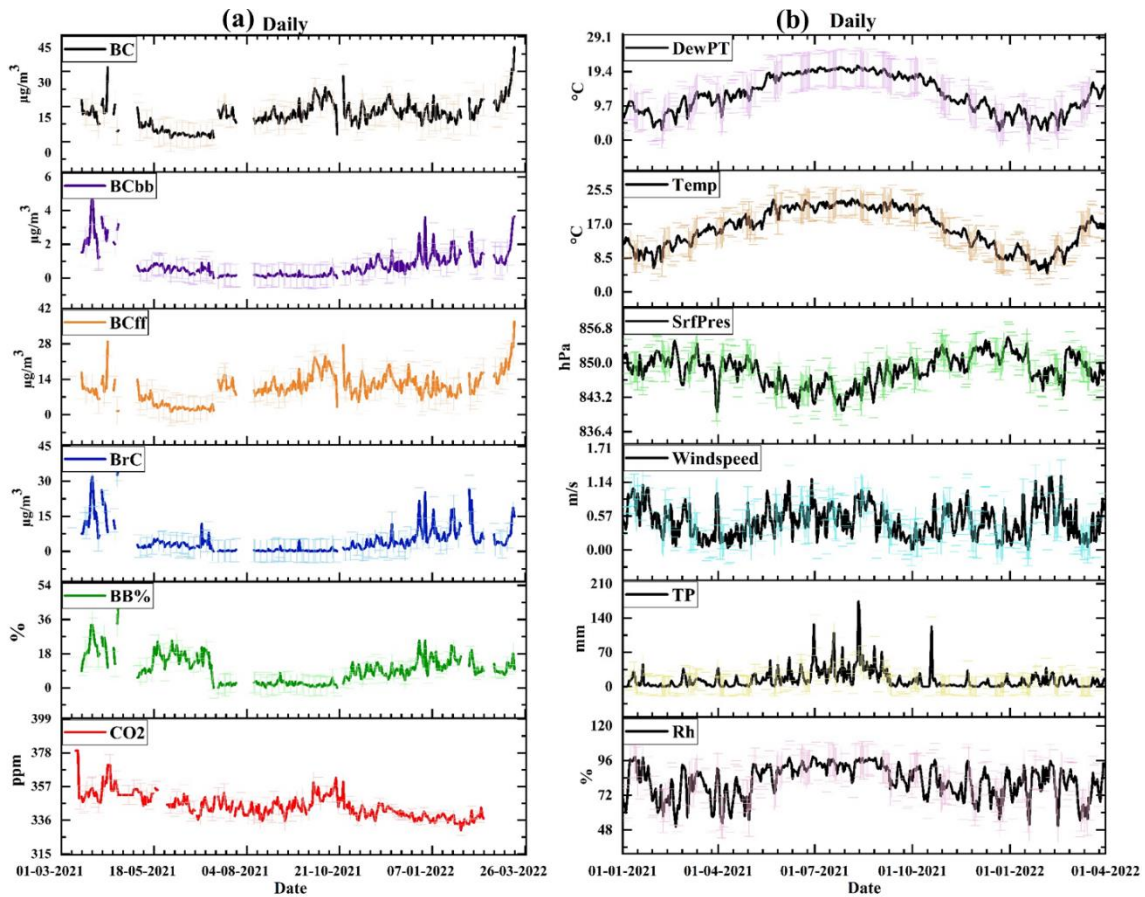 (a) Daily
BC
45
30
15
0
µg/m³
BCbb
6
4
2
0
µg/m³
BCff
42
28
14
0
µg/m³
BrC
45
30
15
0
µg/m³
BB%
54
36
18
0
%
CO2
399
378
357
336
315
ppm
01-03-2021 18-05-2021 04-08-2021 21-10-2021 07-01-2022 26-03-2022
Date
(b) Daily
DewPT
29.1
19.4
9.7
0.0
°C
Temp
25.5
17.0
8.5
0.0
°C
SrfPres
856.8
850.0
843.2
836.4
hPa
Windspeed
1.71
1.14
0.57
0.00
m/s
TP
210
140
70
0
mm
Rh
120
96
72
48
%
01-01-2021 01-04-2021 01-07-2021 01-10-2021 01-01-2022 01-04-2022
Date